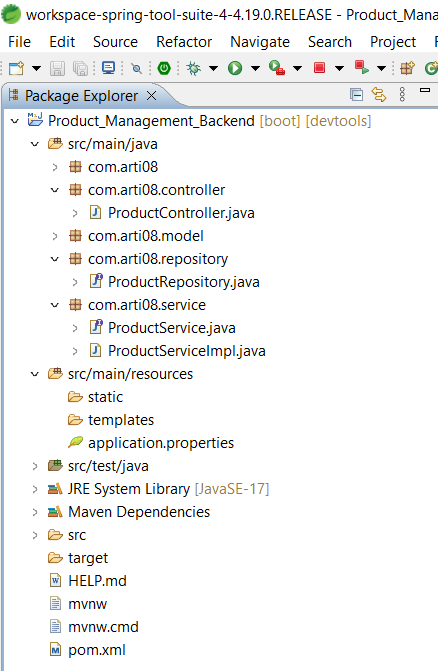 workspace-spring-tool-suite-4-4.19.0.RELEASE - Product_Mana
File Edit Source Refactor Navigate Search Project
Package Explorer
Product_Management_Backend [boot] [devtools]
src/main/java
com.arti08
com.arti08.controller
ProductController.java
com.arti08.model
com.arti08.repository
ProductRepository.java
com.arti08.service
ProductService.java
ProductServiceImpl.java
src/main/resources
static
templates
application.properties
src/test/java
JRE System Library [JavaSE-17]
Maven Dependencies
src
target
HELP.md
mvnw
mvnw.cmd
pom.xml